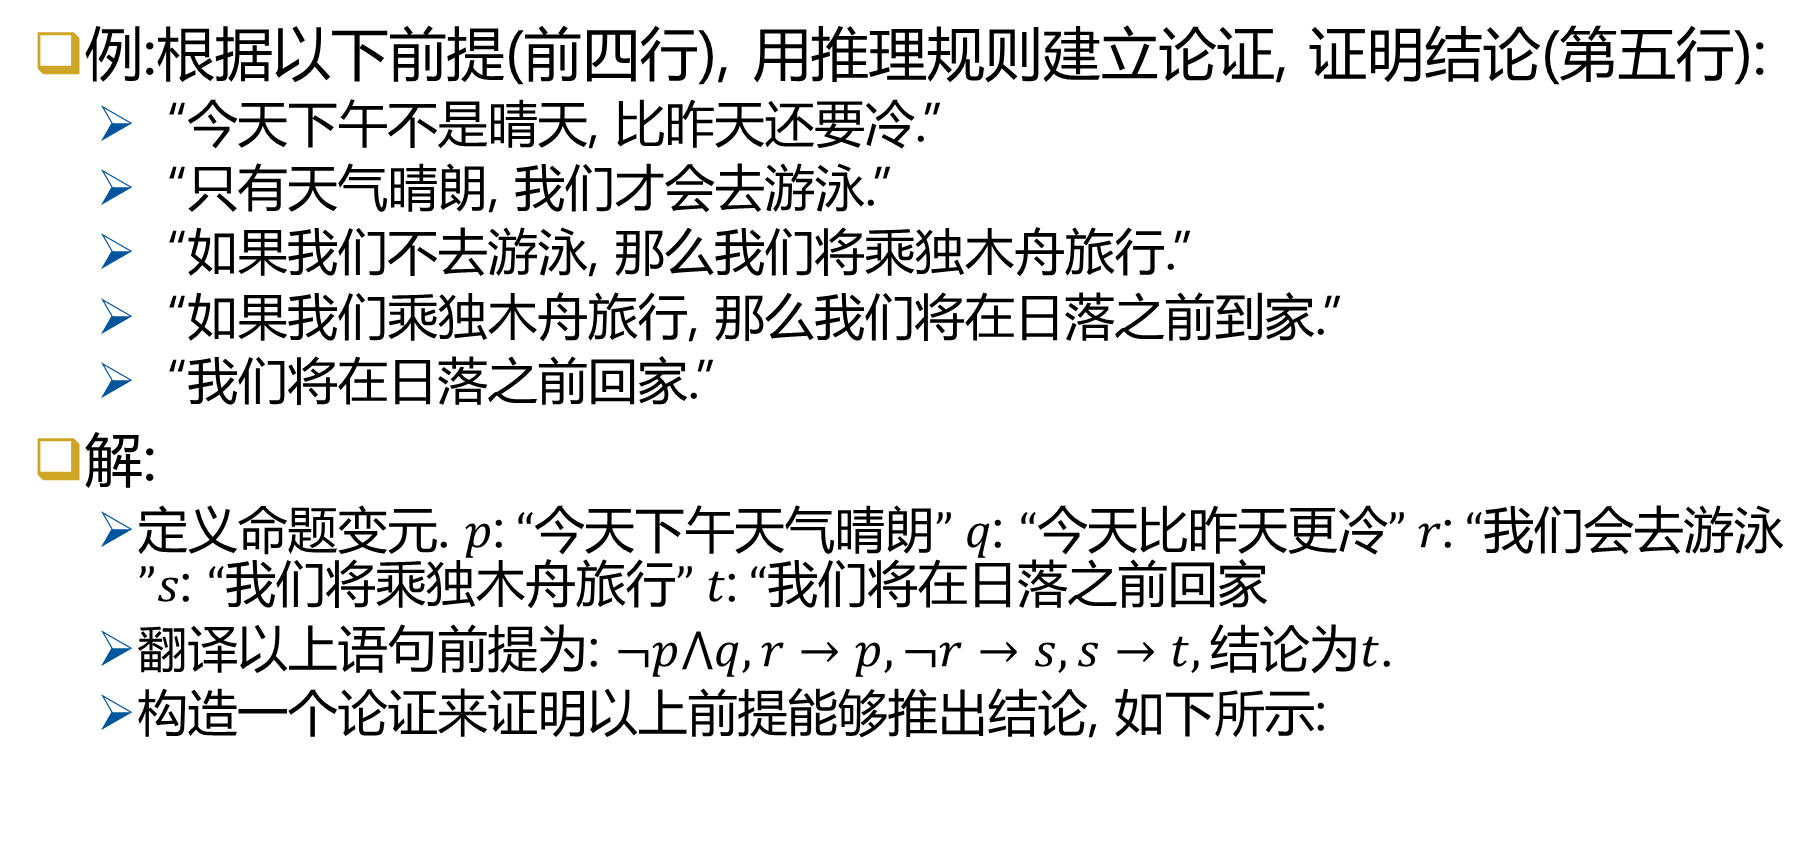 例:根据以下前提(前四行), 用推理规则建立论证, 证明结论(第五行):
“今天下午不是晴天, 比昨天还要冷.”
“只有天气晴朗, 我们才会去游泳.”
“如果我们不去游泳, 那么我们将乘独木舟旅行.”
“如果我们乘独木舟旅行, 那么我们将在日落之前到家.”
“我们将在日落之前回家.”
解:
定义命题变元. p: “今天下午天气晴朗” q: “今天比昨天更冷” r: “我们会去游泳
”s: “我们将乘独木舟旅行” t: “我们将在日落之前回家
翻译以上语句前提为: ¬p⋀q, r → p, ¬r → s, s → t, 结论为t.
构造一个论证来证明以上前提能够推出结论, 如下所示: